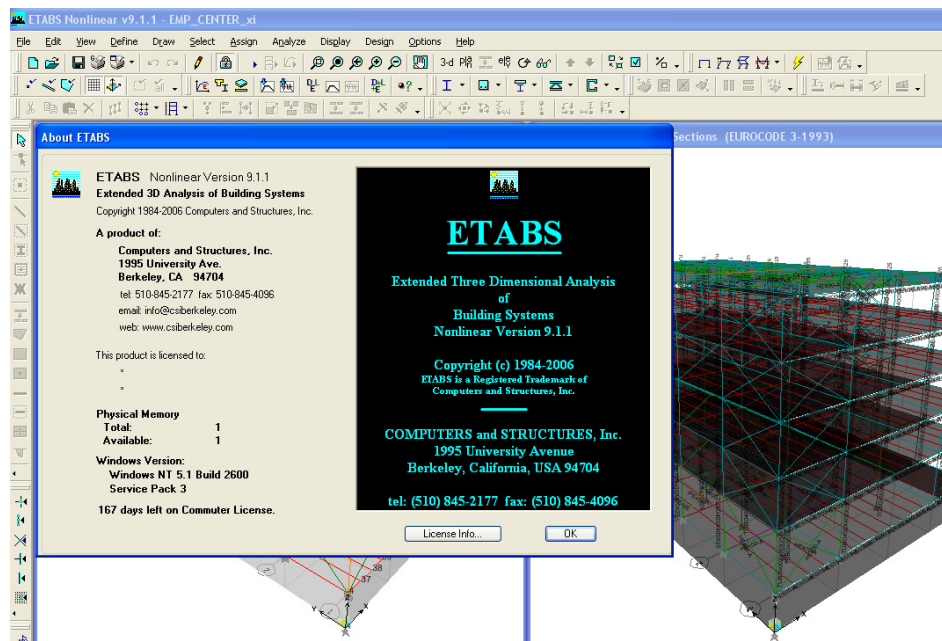 ETABS Nonlinear v9.1.1 - EMP_CENTER_xi
File Edit View Define Draw Select Assign Analyze Display Design Options Help
3-d
About ETABS
Sections (EUROCODE 3-1993)
ETABS Nonlinear Version 9.1.1
Extended 3D Analysis of Building Systems
Copyright 1984-2006 Computers and Structures, Inc.
A product of:
Computers and Structures, Inc.
1995 University Ave.
Berkeley, CA 94704
tel: 510-845-2177 fax: 510-845-4096
email: info@csiberkeley.com
web: www.csiberkeley.com
This product is licensed to:
*
*
Physical Memory
Total: 1
Available: 1
Windows Version:
Windows NT 5.1 Build 2600
Service Pack 3
167 days left on Commuter License.
ETABS
Extended Three Dimensional Analysis
of
Building Systems
Nonlinear Version 9.1.1
Copyright (c) 1984-2006
ETABS is a Registered Trademark of
Computers and Structures, Inc.
COMPUTERS and STRUCTURES, Inc.
1995 University Avenue
Berkeley, California, USA 94704
tel: (510) 845-2177 fax: (510) 845-4096
License Info...
OK
38
37
X
Y
X